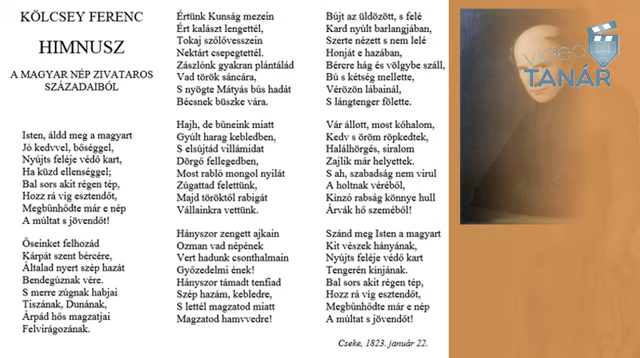 KÖLCSEY FERENC
HIMNUSZ
A MAGYAR NÉP ZIVATAROS
SZÁZADAIBÓL
Isten, áldd meg a magyart
Jó kedvvel, bőséggel,
Nyújts feléje védő kart,
Ha küzd ellenséggel;
Bal sors akit régen tép,
Hozz rá víg esztendőt,
Megbünhődte már e nép
A múltat s jövendőt!
Őseinket felhozád
Kárpát szent bércére,
Általad nyert szép hazát
Bendegúznak vére.
S merre zúgnak habjai
Tiszának, Dunának,
Árpád hős magzatjai
Felvirágozának.
Értünk Kunság mezein
Ért kalászt lengettél,
Tokaj szőlővesszein
Nektárt csepegtettél.
Zászlónk gyakran plántálád
Vad török sáncára,
S nyögte Mátyás bús hadát
Bécsnek büszke vára.
Hajh, de bűneink miatt
Gyúlt harag kebledben,
S elsújtád villámidat
Dörgő fellegedben,
Most rabló mongol nyilát
Zúgattad felettünk,
Majd töröktől rabigát
Vállainkra vettünk.
Hányszor zengett ajkain
Ozman vad népének
Vert hadunk csonthalmain
Győzedelmi ének!
Hányszor támadt tenfiad
Szép hazám, kebledre,
S lettél magzatod miatt
Magzatod hamvvedre!
Bújt az üldözött, s felé
Kard nyúlt barlangjában,
Szerte nézett s nem lelé
Honját e hazában,
Bércre hág és völgybe száll,
Bú s kétség mellette,
Vérözön lábainál,
S lángtenger fölette.
Vár állott, most kőhalom,
Kedv s öröm röpkedtek,
Halálhörgés, siralom
Zajlik már helyettek.
S ah, szabadság nem virul
A holtnak véréből,
Kínzó rabság könnye hull
Árvák hő szeméből!
Szánd meg Isten a magyart
Kit vészek hányának,
Nyújts feléje védő kart
Tengerén kínjának.
Bal sors akit régen tép,
Hozz rá víg esztendőt,
Megbünhődte már e nép
A múltat s jövendőt!
Cseke, 1823. január 22.
video
TANÁR